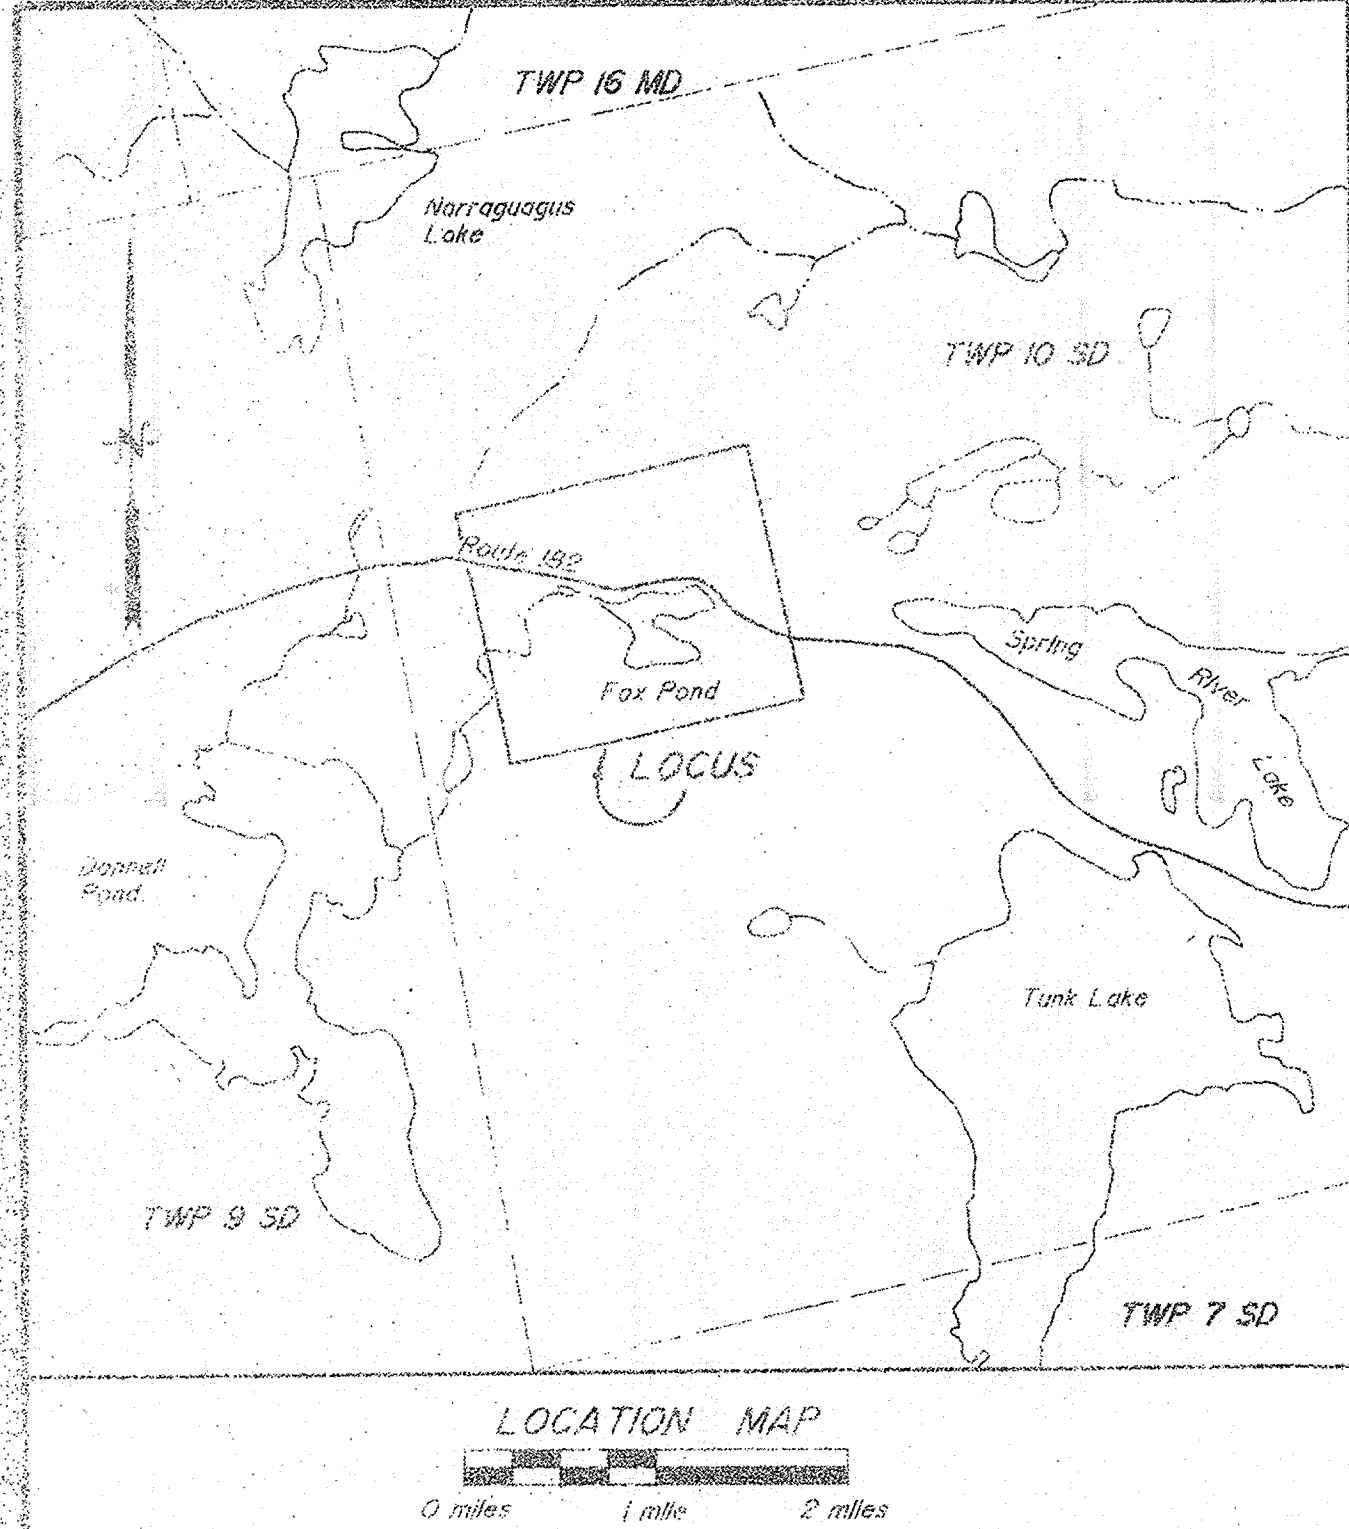 TWP 16 MD
Narraguagus
Lake
TWP 10 SD
N
Route 182
Spring
River
Lake
Fox Pond
LOCUS
Donnell
Pond
Tunk Lake
TWP 9 SD
TWP 7 SD
LOCATION MAP
0 miles 1 mile 2 miles